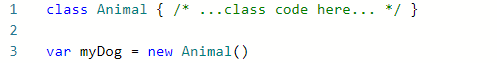 1 class Animal { /* ...class code here... */ }
2
3 var myDog = new Animal()